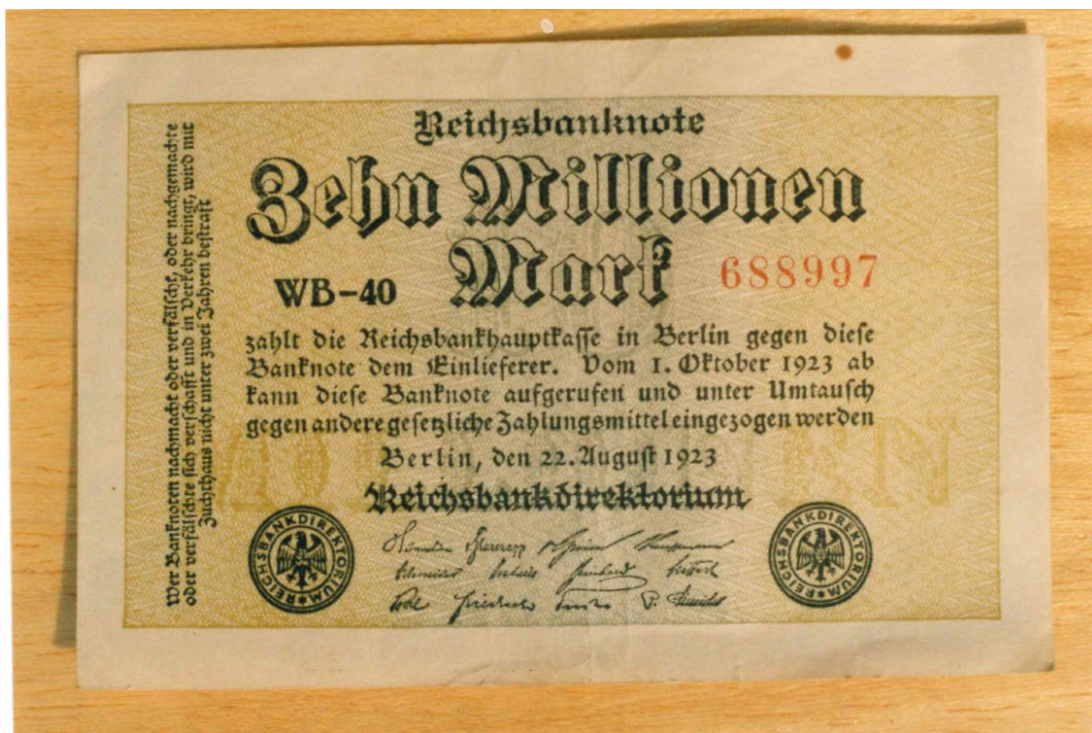 Reichsbanknote
Zehn Millionen
Mark
WB-40
688997
zahlt die Reichsbankhauptkasse in Berlin gegen diese
Banknote dem Einlieferer. Vom 1. Oktober 1923 ab
kann diese Banknote aufgerufen und unter Umtausch
gegen andere gesetzliche Zahlungsmittel eingezogen werden
Berlin, den 22. August 1923
Reichsbankdirektorium
REICHSBANKDIREKTORIUM
REICHSBANKDIREKTORIUM
Wer Banknoten nachmacht oder verfälscht, oder nachgemachte
oder verfälschte sich verschafft und in Verkehr bringt, wird mit
Zuchthaus nicht unter zwei Jahren bestraft